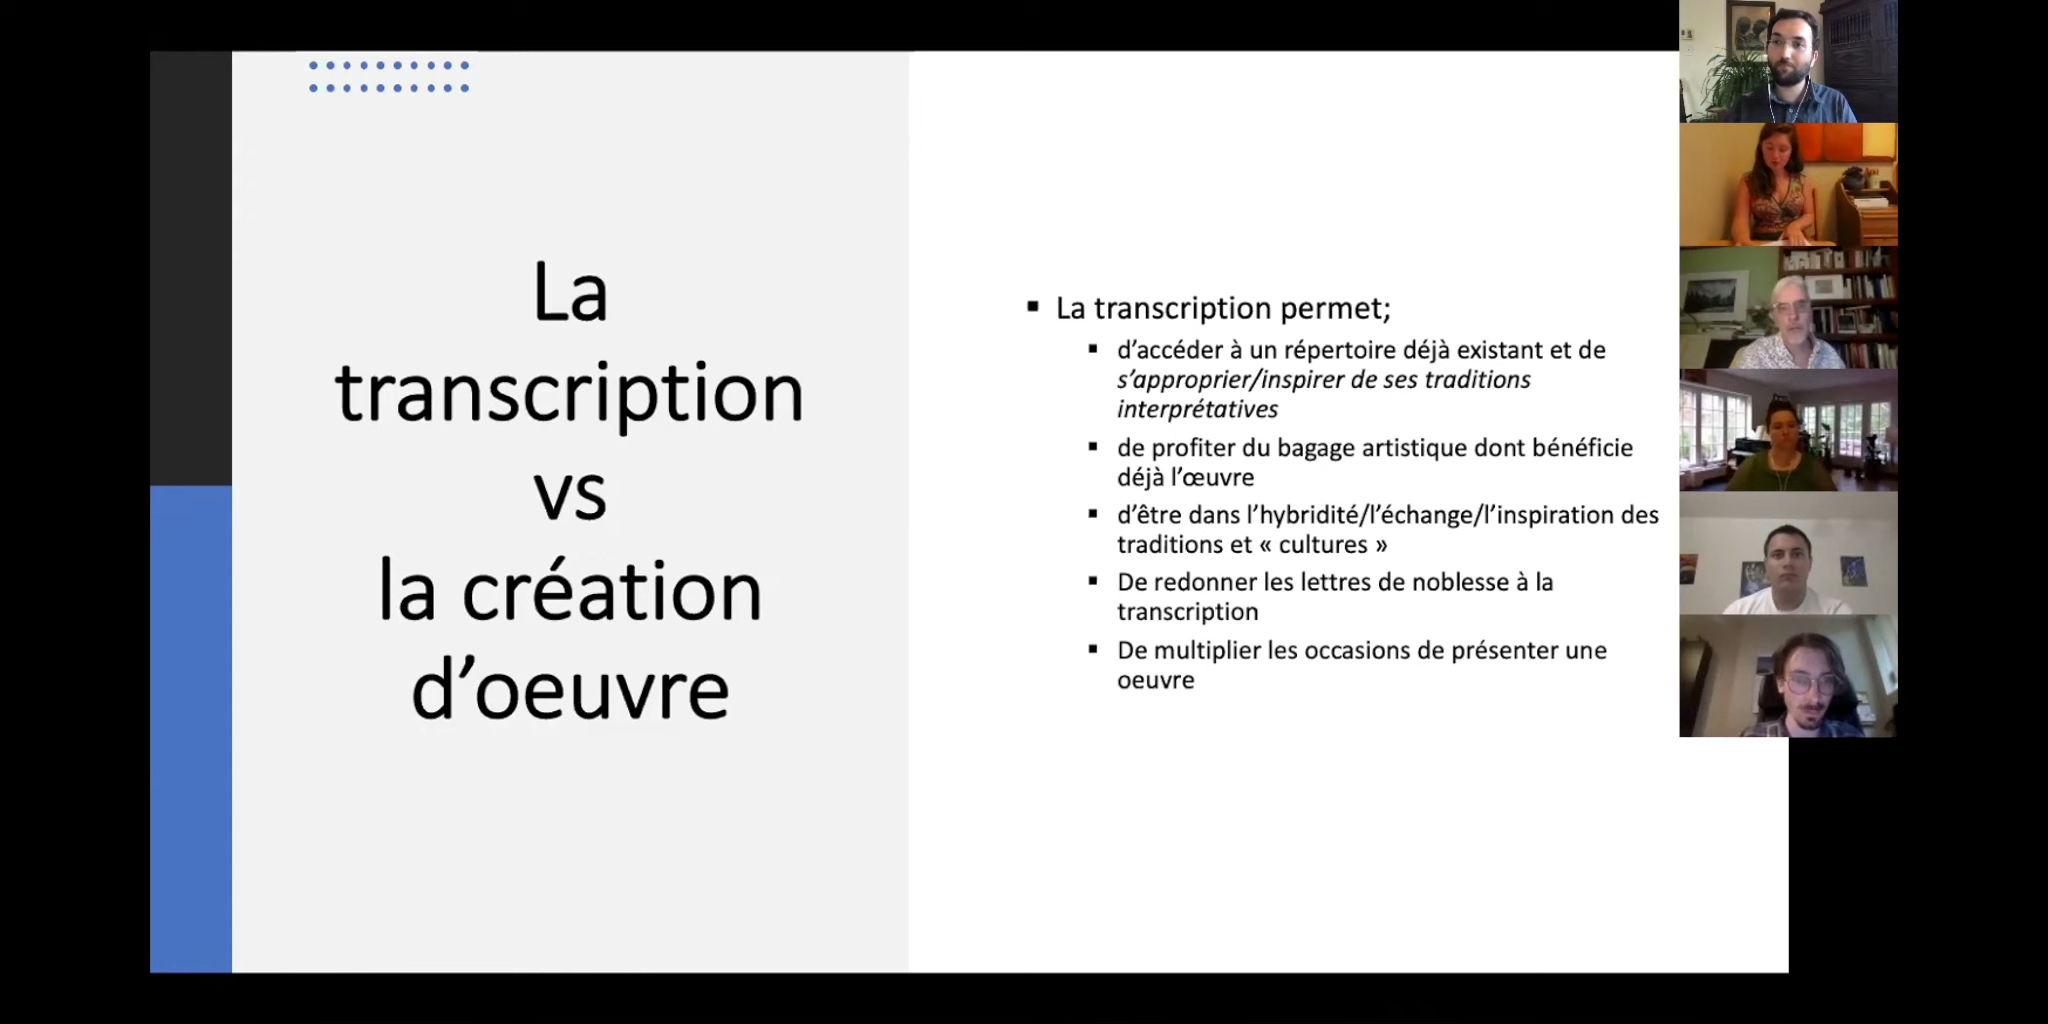 La
transcription
vs
la création
d’oeuvre
La transcription permet;
d’accéder à un répertoire déjà existant et de
s’approprier/inspirer de ses traditions
interprétatives
de profiter du bagage artistique dont bénéficie
déjà l’œuvre
d’être dans l’hybridité/l’échange/l’inspiration des
traditions et « cultures »
De redonner les lettres de noblesse à la
transcription
De multiplier les occasions de présenter une
oeuvre